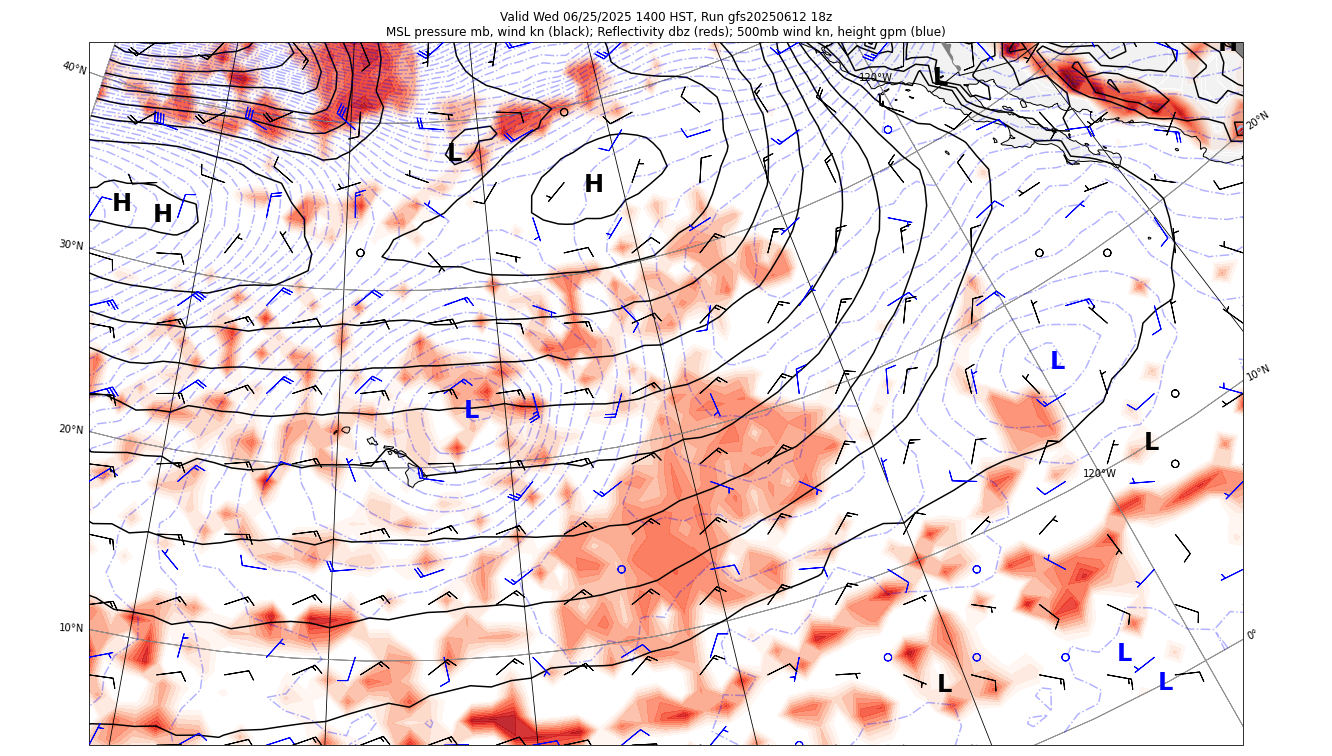 Valid Wed 06/25/2025 1400 HST, Run gfs20250612 18z
MSL pressure mb, wind kn (black); Reflectivity dbz (reds); 500mb wind kn, height gpm (blue)
H
40°N
120°W
L
L
20°N
L
H
H
H
30°N
L
10°N
L
20°N
L
120°W
10°N
0°
L
L
L